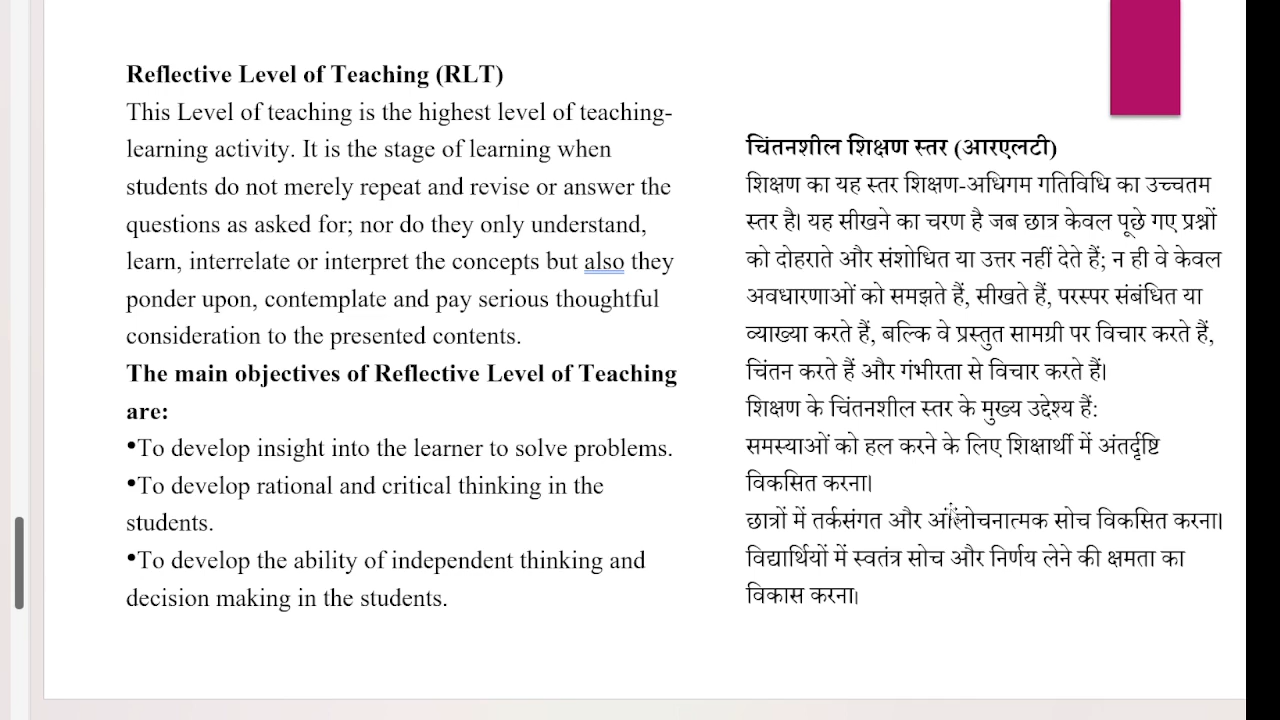 Reflective Level of Teaching (RLT)
This Level of teaching is the highest level of teaching-
learning activity. It is the stage of learning when
students do not merely repeat and revise or answer the
questions as asked for; nor do they only understand,
learn, interrelate or interpret the concepts but also they
ponder upon, contemplate and pay serious thoughtful
consideration to the presented contents.
The main objectives of Reflective Level of Teaching
are:
•To develop insight into the learner to solve problems.
•To develop rational and critical thinking in the
students.
•To develop the ability of independent thinking and
decision making in the students.
चिंतनशील शिक्षण स्तर (आरएलटी)
शिक्षण का यह स्तर शिक्षण-अधिगम गतिविधि का उच्चतम
स्तर है। यह सीखने का चरण है जब छात्र केवल पूछे गए प्रश्नों
को दोहराते और संशोधित या उत्तर नहीं देते हैं; न ही वे केवल
अवधारणाओं को समझते हैं, सीखते हैं, परस्पर संबंधित या
व्याख्या करते हैं, बल्कि वे प्रस्तुत सामग्री पर विचार करते हैं,
चिंतन करते हैं और गंभीरता से विचार करते हैं।
शिक्षण के चिंतनशील स्तर के मुख्य उद्देश्य हैं:
समस्याओं को हल करने के लिए शिक्षार्थी में अंतर्दृष्टि
विकसित करना।
छात्रों में तर्कसंगत और आलोचनात्मक सोच विकसित करना।
विद्यार्थियों में स्वतंत्र सोच और निर्णय लेने की क्षमता का
विकास करना।